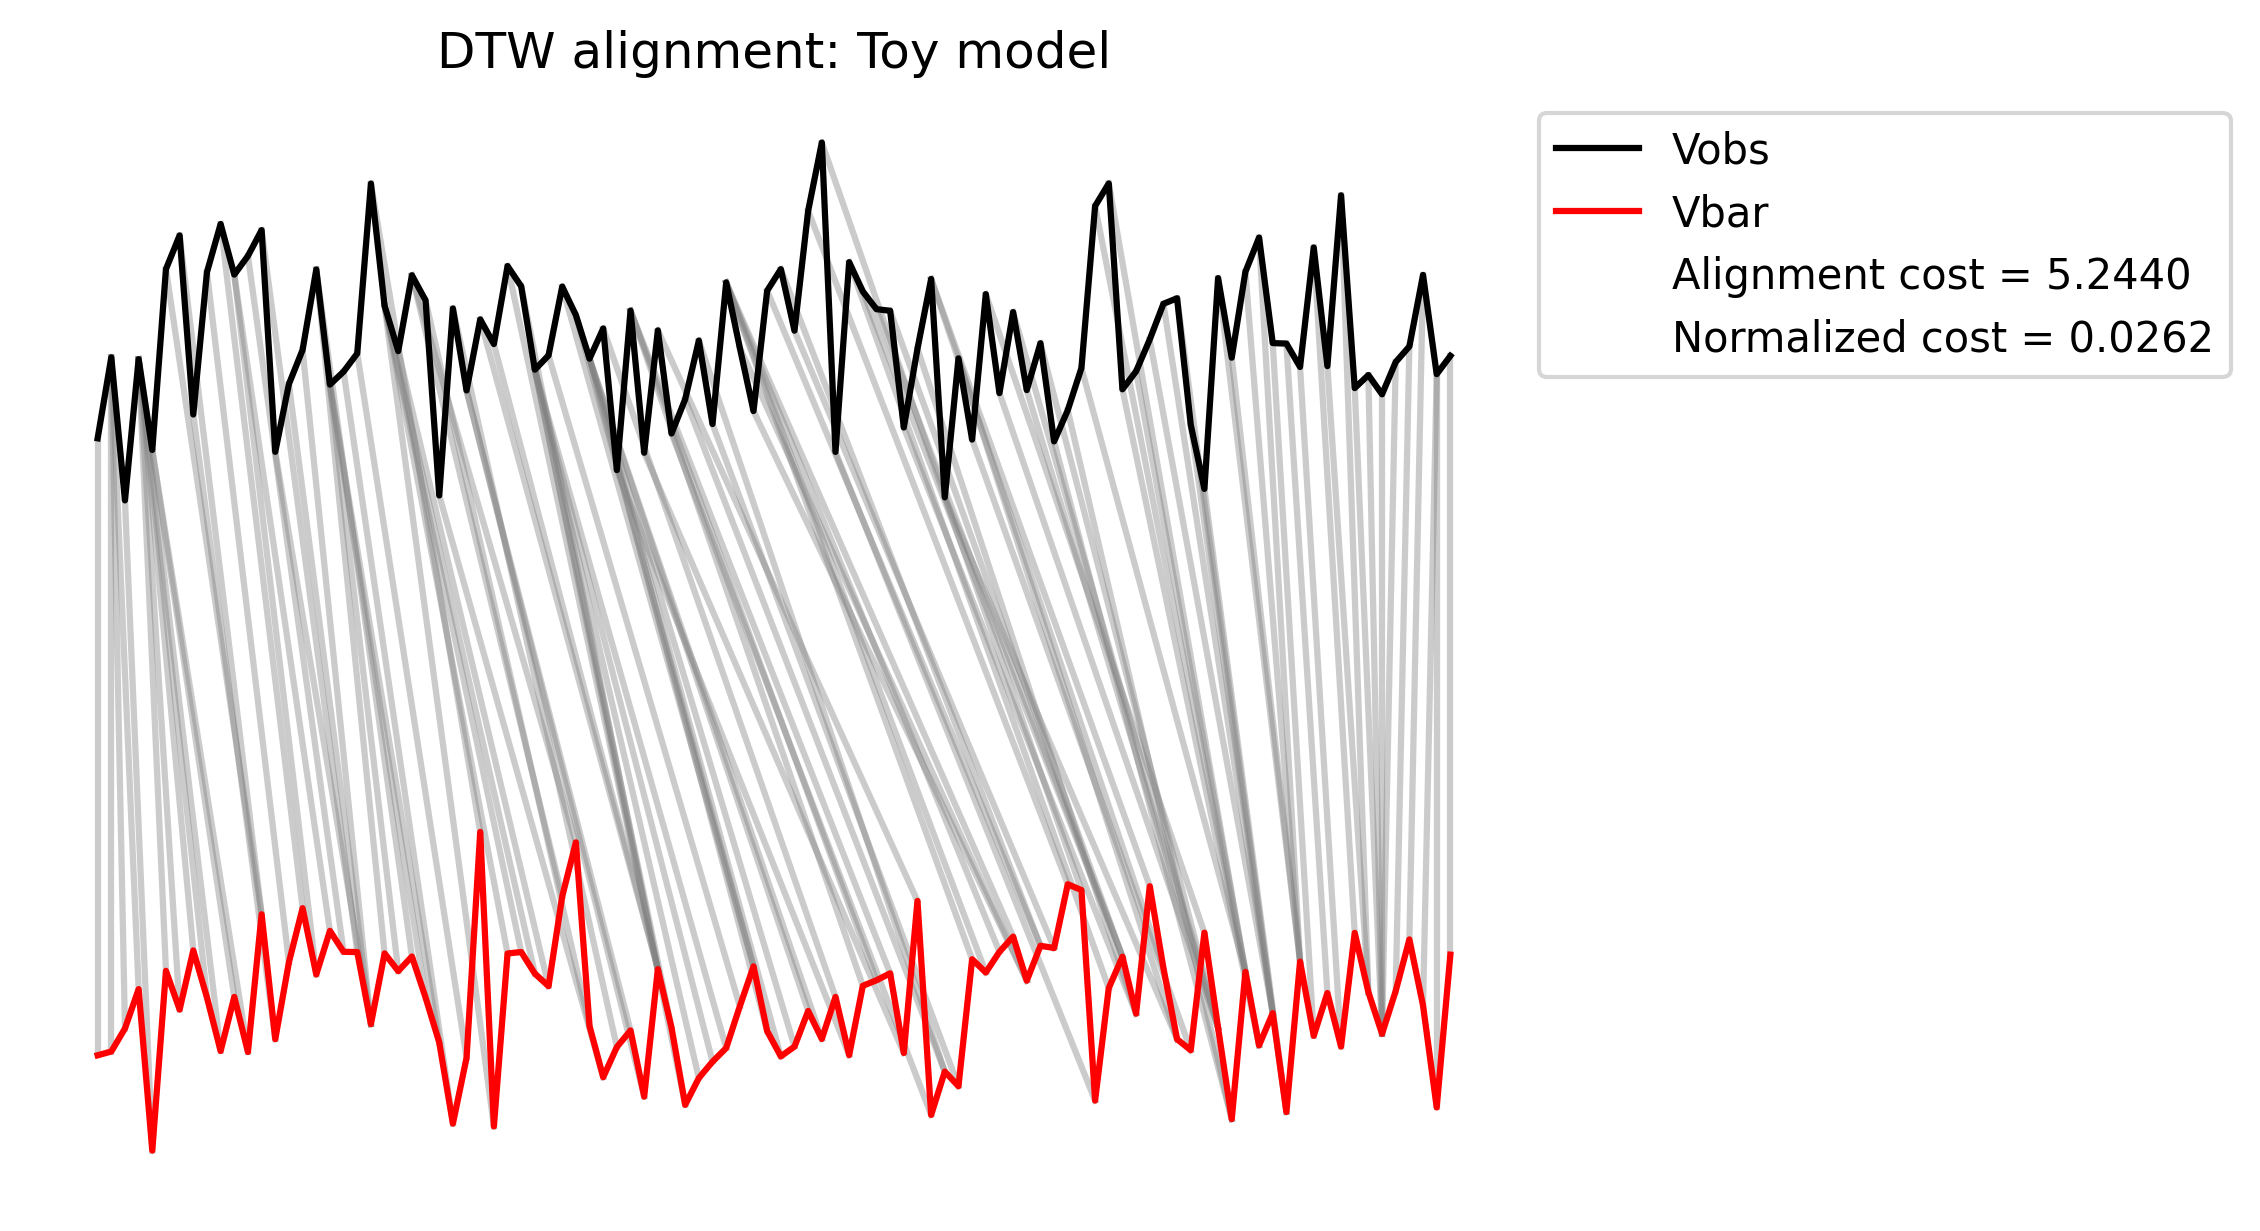 DTW alignment: Toy model
Vobs
Vbar
Alignment cost = 5.2440
Normalized cost = 0.0262